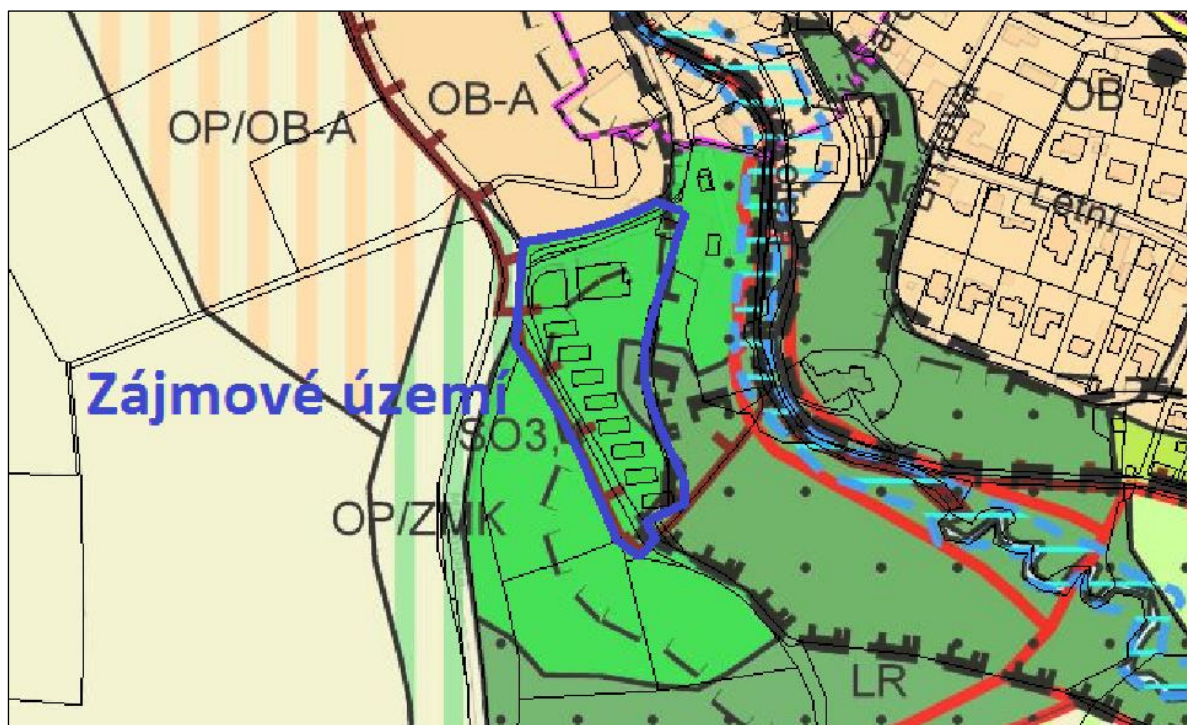 OB-A
OP/OB-A
OB
Letní
Zájmové území
SO3,
OP/ZMK
LR